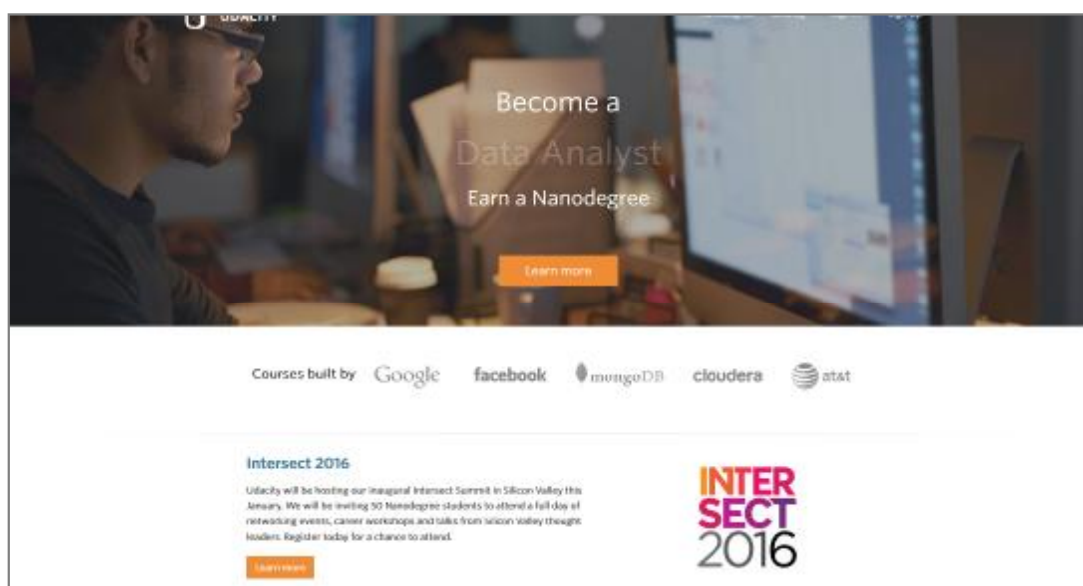 UDACITY
Become a
Data Analyst
Earn a Nanodegree
Learn more
Courses built by Google facebook mongoDB cloudera at&t
Intersect 2016
Udacity will be hosting our inaugural Intersect Summit in Silicon Valley this
January. We will be inviting 50 Nanodegree students to attend a full day of
networking events, career workshops and talks from Silicon Valley thought
leaders. Register today for a chance to attend.
Learn more
INTER
SECT
2016